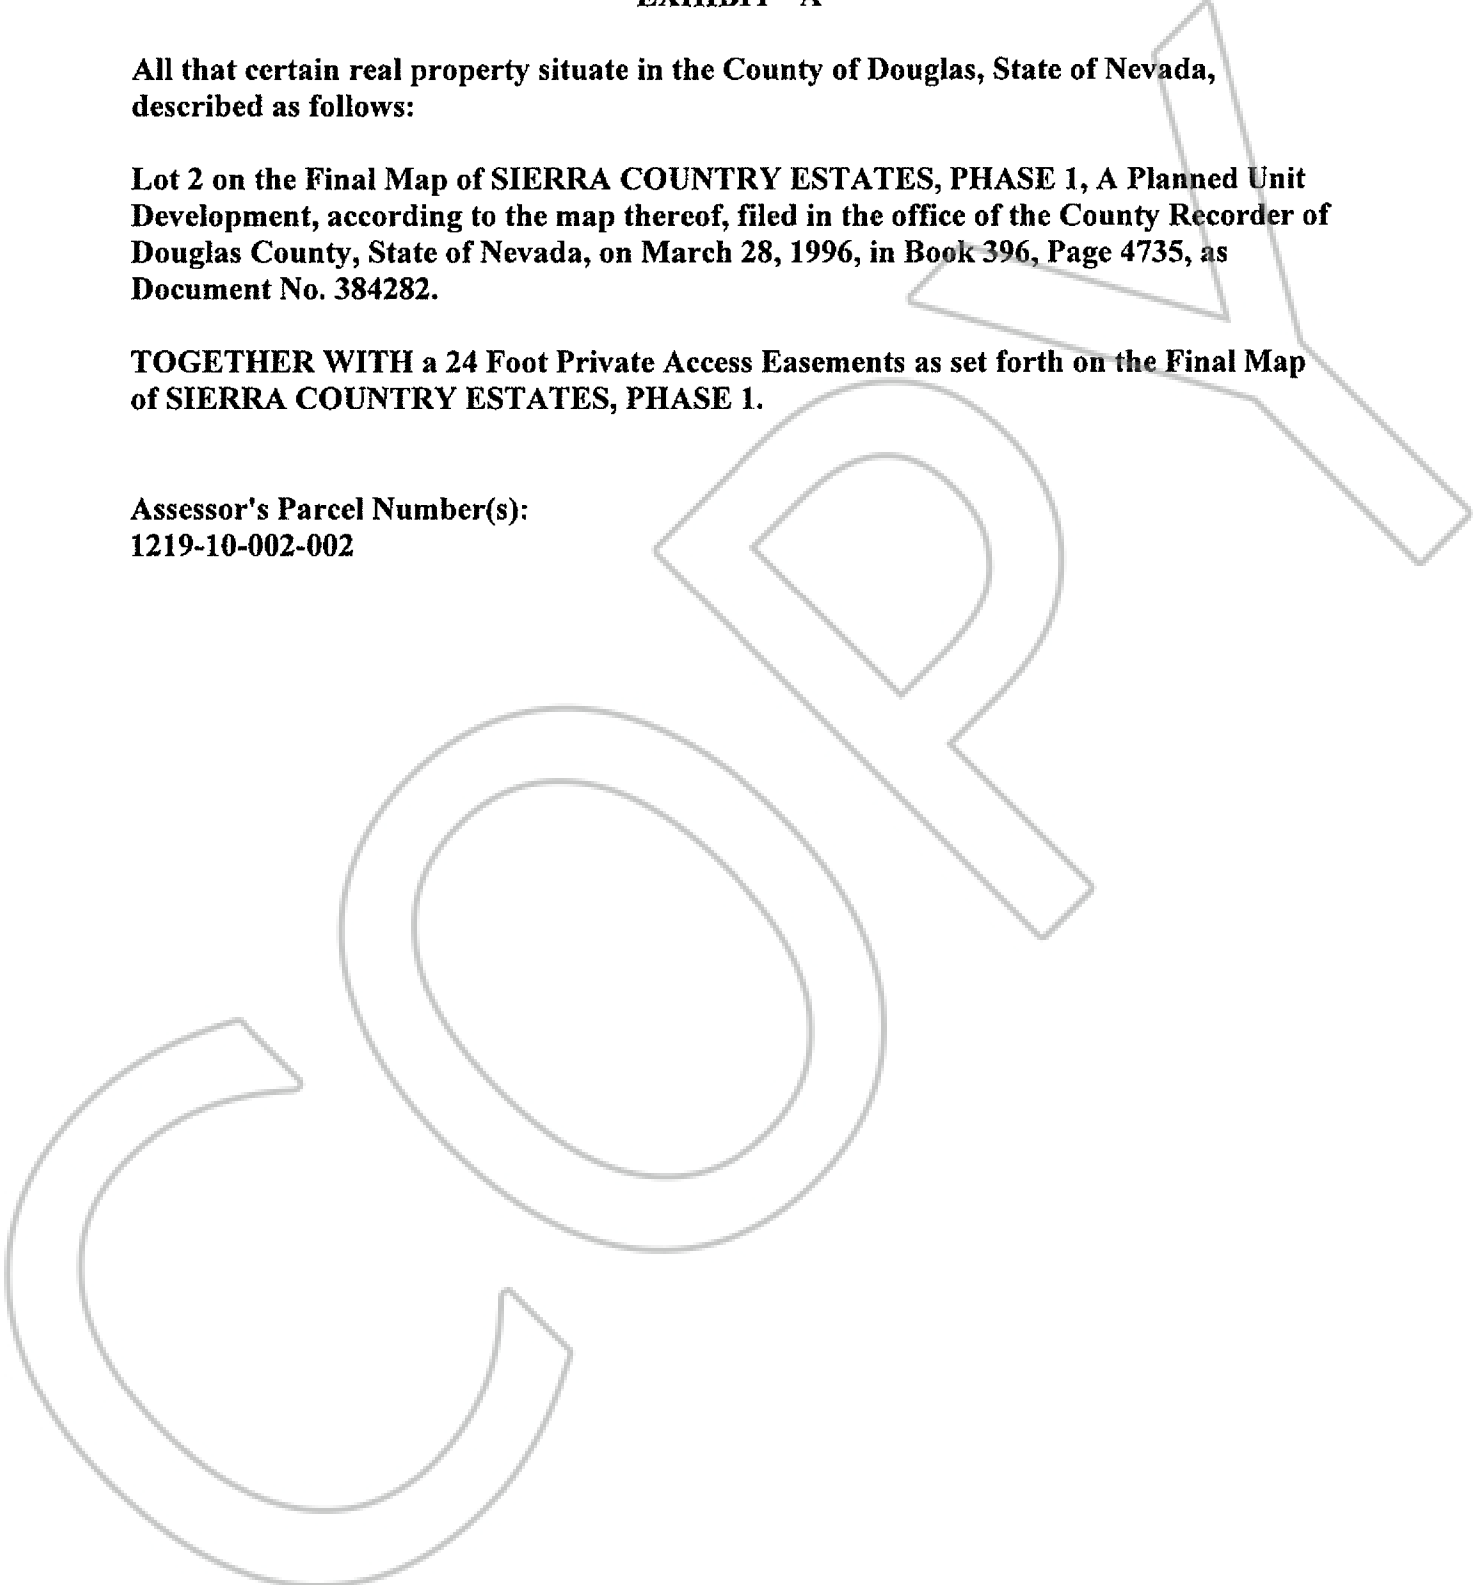 EXHIBIT "A"
All that certain real property situate in the County of Douglas, State of Nevada,
described as follows:
Lot 2 on the Final Map of SIERRA COUNTRY ESTATES, PHASE 1, A Planned Unit
Development, according to the map thereof, filed in the office of the County Recorder of
Douglas County, State of Nevada, on March 28, 1996, in Book 396, Page 4735, as
Document No. 384282.
TOGETHER WITH a 24 Foot Private Access Easements as set forth on the Final Map
of SIERRA COUNTRY ESTATES, PHASE 1.
Assessor's Parcel Number(s):
1219-10-002-002
COPY